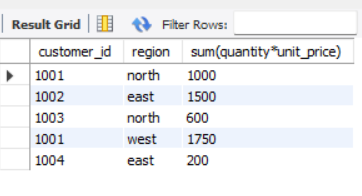 Result Grid Filter Rows:
customer_id region sum(quantity*unit_price)
1001 north 1000
1002 east 1500
1003 north 600
1001 west 1750
1004 east 200